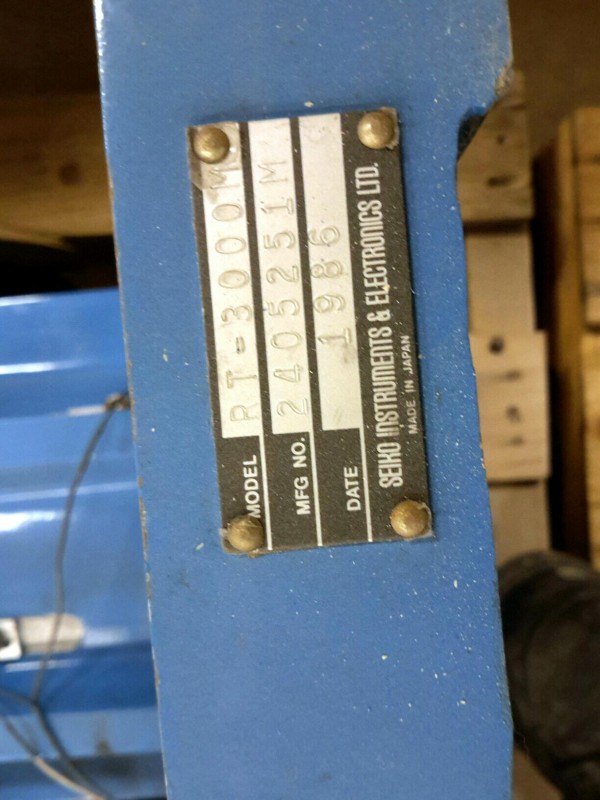 MODEL RT-3000M
MFG NO. 2405251M
DATE 1986
SEIKO INSTRUMENTS & ELECTRONICS LTD.
MADE IN JAPAN